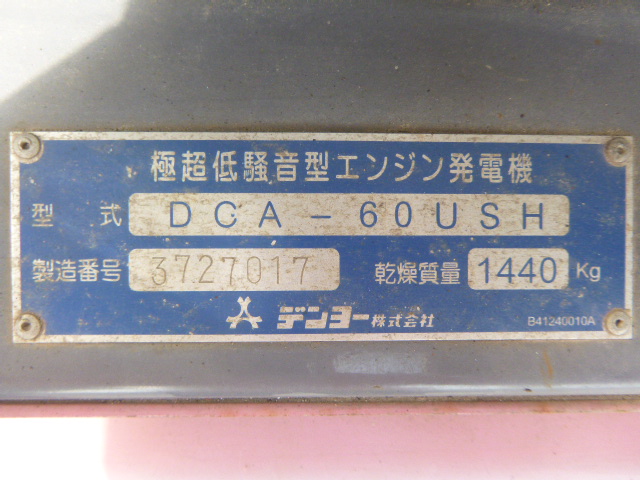 極超低騒音型エンジン発電機
型式 DCA-60USH
製造番号 3727017 乾燥質量 1440 Kg
デンヨー株式会社 B41240010A